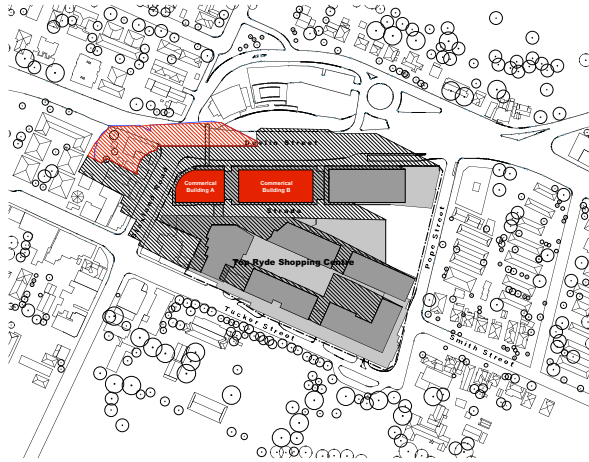 Devlin Street
Commerical
Building A
Commerical
Building B
Strada
Pope Street
Top Ryde Shopping Centre
Tucker Street
Smith Street